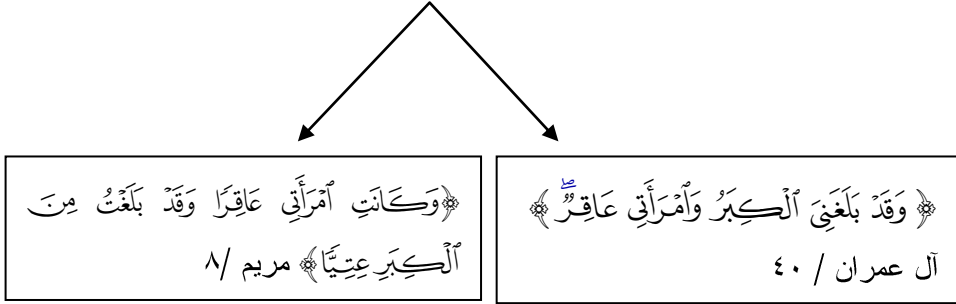 ﴿ وَقَدۡ بَلَغَنِيَ ٱلۡكِبَرُ وَٱمۡرَأَتِي عَاقِرٞۖ ﴾
آل عمران / ٤٠
﴿وَكَانَتِ ٱمۡرَأَتِي عَاقِرٗا وَقَدۡ بَلَغۡتُ مِنَ
ٱلۡكِبَرِ عِتِيّٗا﴾ مريم /٨